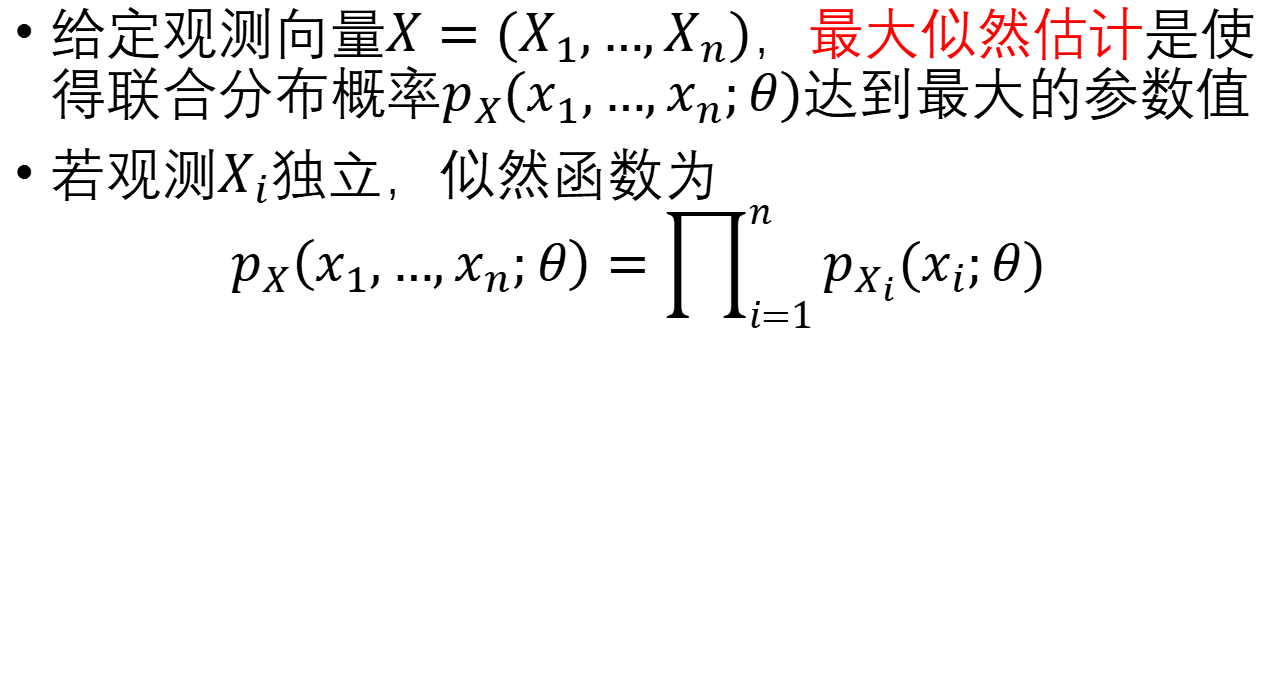 • 给定观测向量𝑋 = (𝑋₁, …, 𝑋ₙ)，最大似然估计是使
得联合分布概率𝑝_𝑋(𝑥₁, …, 𝑥ₙ; 𝜃)达到最大的参数值
• 若观测𝑋ᵢ独立，似然函数为
𝑝_𝑋(𝑥₁, …, 𝑥ₙ; 𝜃) = ∏ⁿᵢ₌₁ 𝑝_{𝑋ᵢ}(𝑥ᵢ; 𝜃)